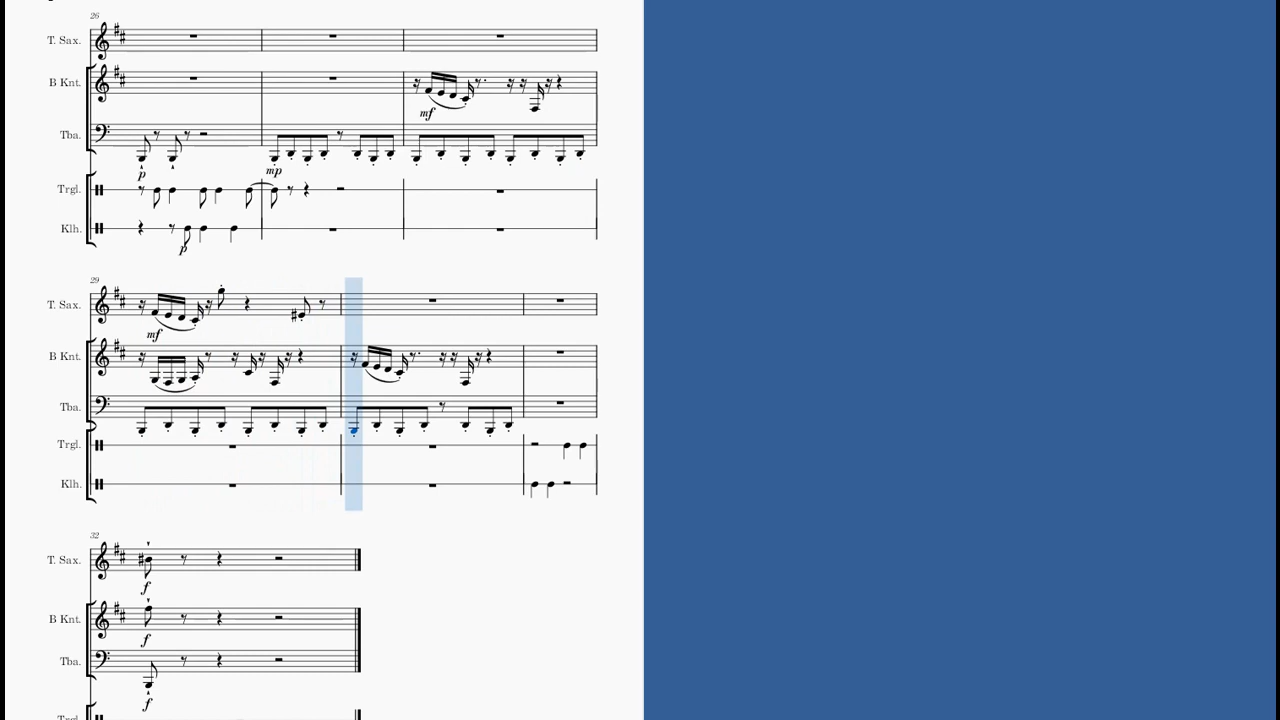 26
T. Sax.
B Knt.
mf
Tba.
p
mp
Trgl.
Klh.
p
29
T. Sax.
mf
B Knt.
Tba.
Trgl.
Klh.
32
T. Sax.
f
B Knt.
f
Tba.
f
Trgl.